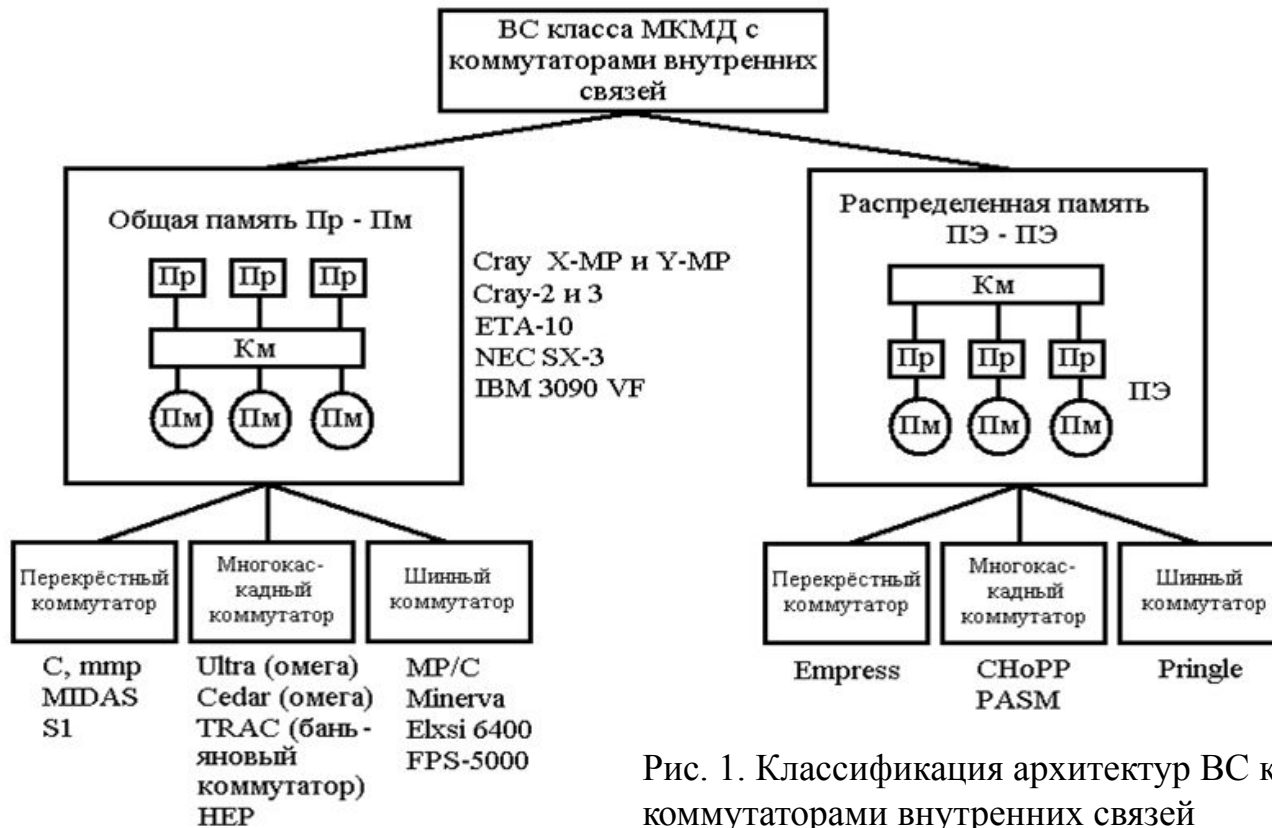 ВС класса МКМД с
коммутаторами внутренних
связей
Общая память Пр - Пм
Пр Пр Пр
Км
Пм Пм Пм
Cray X-MP и Y-MP
Cray-2 и 3
ETA-10
NEC SX-3
IBM 3090 VF
Распределенная память
ПЭ - ПЭ
Км
Пр Пр Пр
ПЭ
Пм Пм Пм
Перекрёстный
коммутатор
Многокас-
кадный
коммутатор
Шинный
коммутатор
C, mmp
MIDAS
S1
Ultra (омега)
Cedar (омега)
TRAC (бань -
яновый
коммутатор)
HEP
MP/C
Minerva
Elxsi 6400
FPS-5000
Перекрёстный
коммутатор
Многокас-
кадный
коммутатор
Шинный
коммутатор
Empress
CHoPP
PASM
Pringle
Рис. 1. Классификация архитектур ВС к
коммутаторами внутренних связей